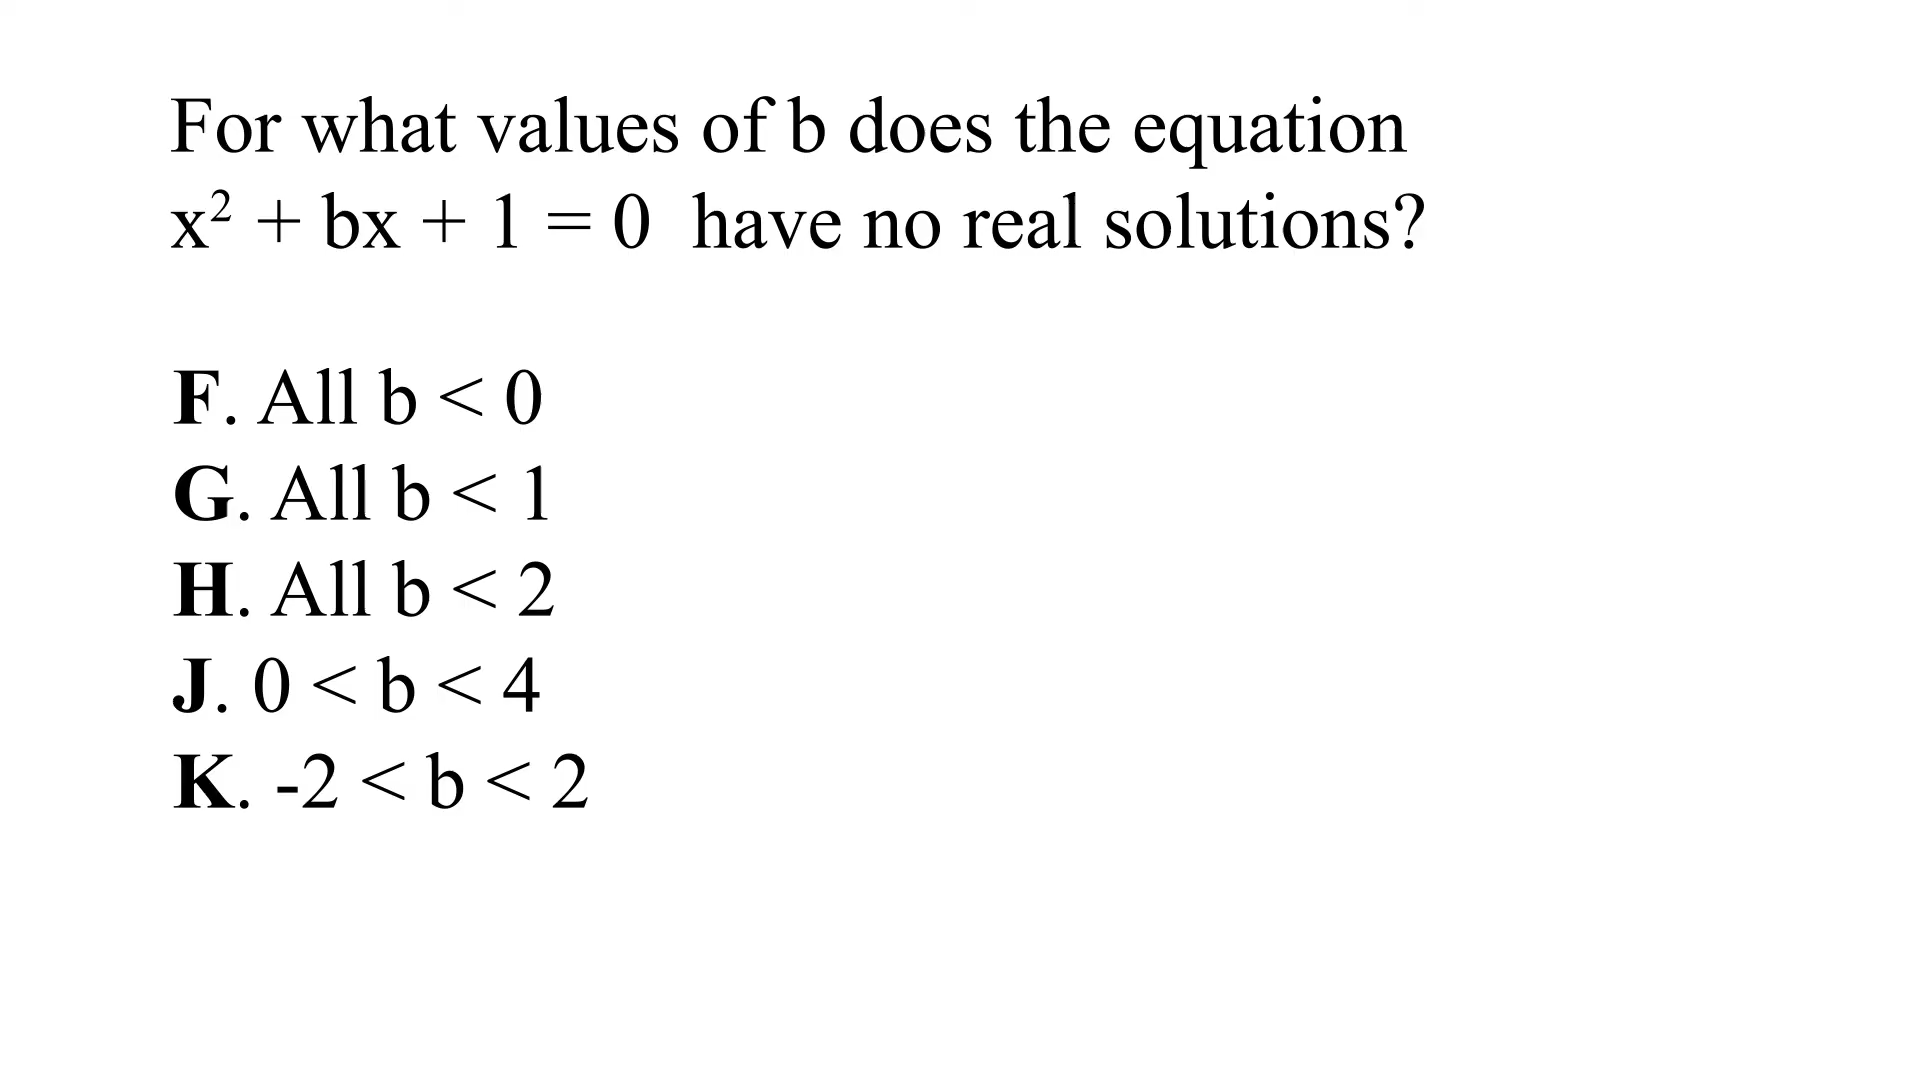 For what values of b does the equation
x² + bx + 1 = 0 have no real solutions?
F. All b < 0
G. All b < 1
H. All b < 2
J. 0 < b < 4
K. -2 < b < 2